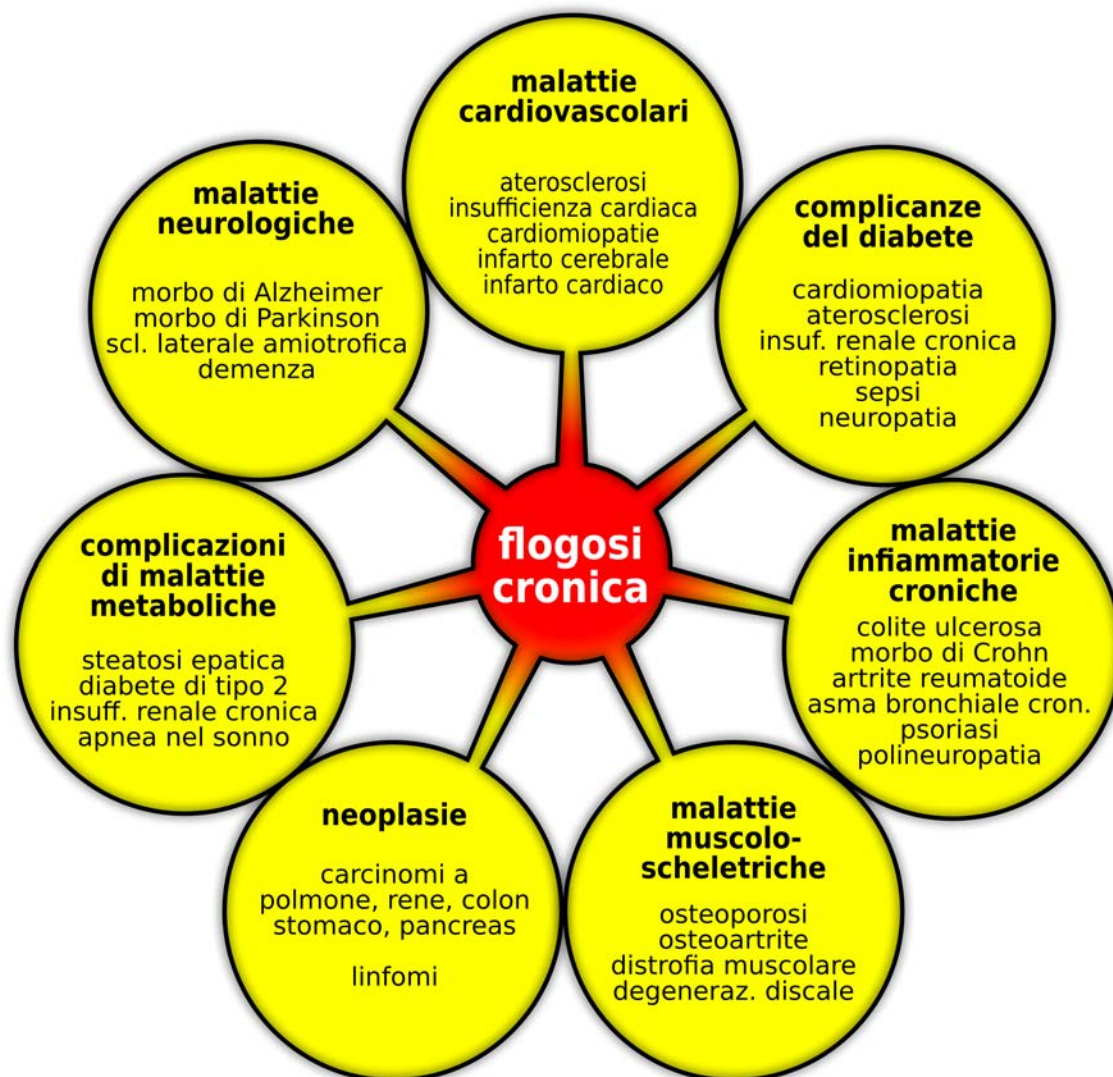 malattie
cardiovascolari
aterosclerosi
insufficienza cardiaca
cardiomiopatie
infarto cerebrale
infarto cardiaco
malattie
neurologiche
morbo di Alzheimer
morbo di Parkinson
scl. laterale amiotrofica
demenza
complicanze
del diabete
cardiomiopatia
aterosclerosi
insuf. renale cronica
retinopatia
sepsi
neuropatia
flogosi
cronica
complicazioni
di malattie
metaboliche
steatosi epatica
diabete di tipo 2
insuff. renale cronica
apnea nel sonno
malattie
infiammatorie
croniche
colite ulcerosa
morbo di Crohn
artrite reumatoide
asma bronchiale cron.
psoriasi
polineuropatia
neoplasie
carcinomi a
polmone, rene, colon
stomaco, pancreas
linfomi
malattie
muscolo-
scheletriche
osteoporosi
osteoartrite
distrofia muscolare
degeneraz. discale